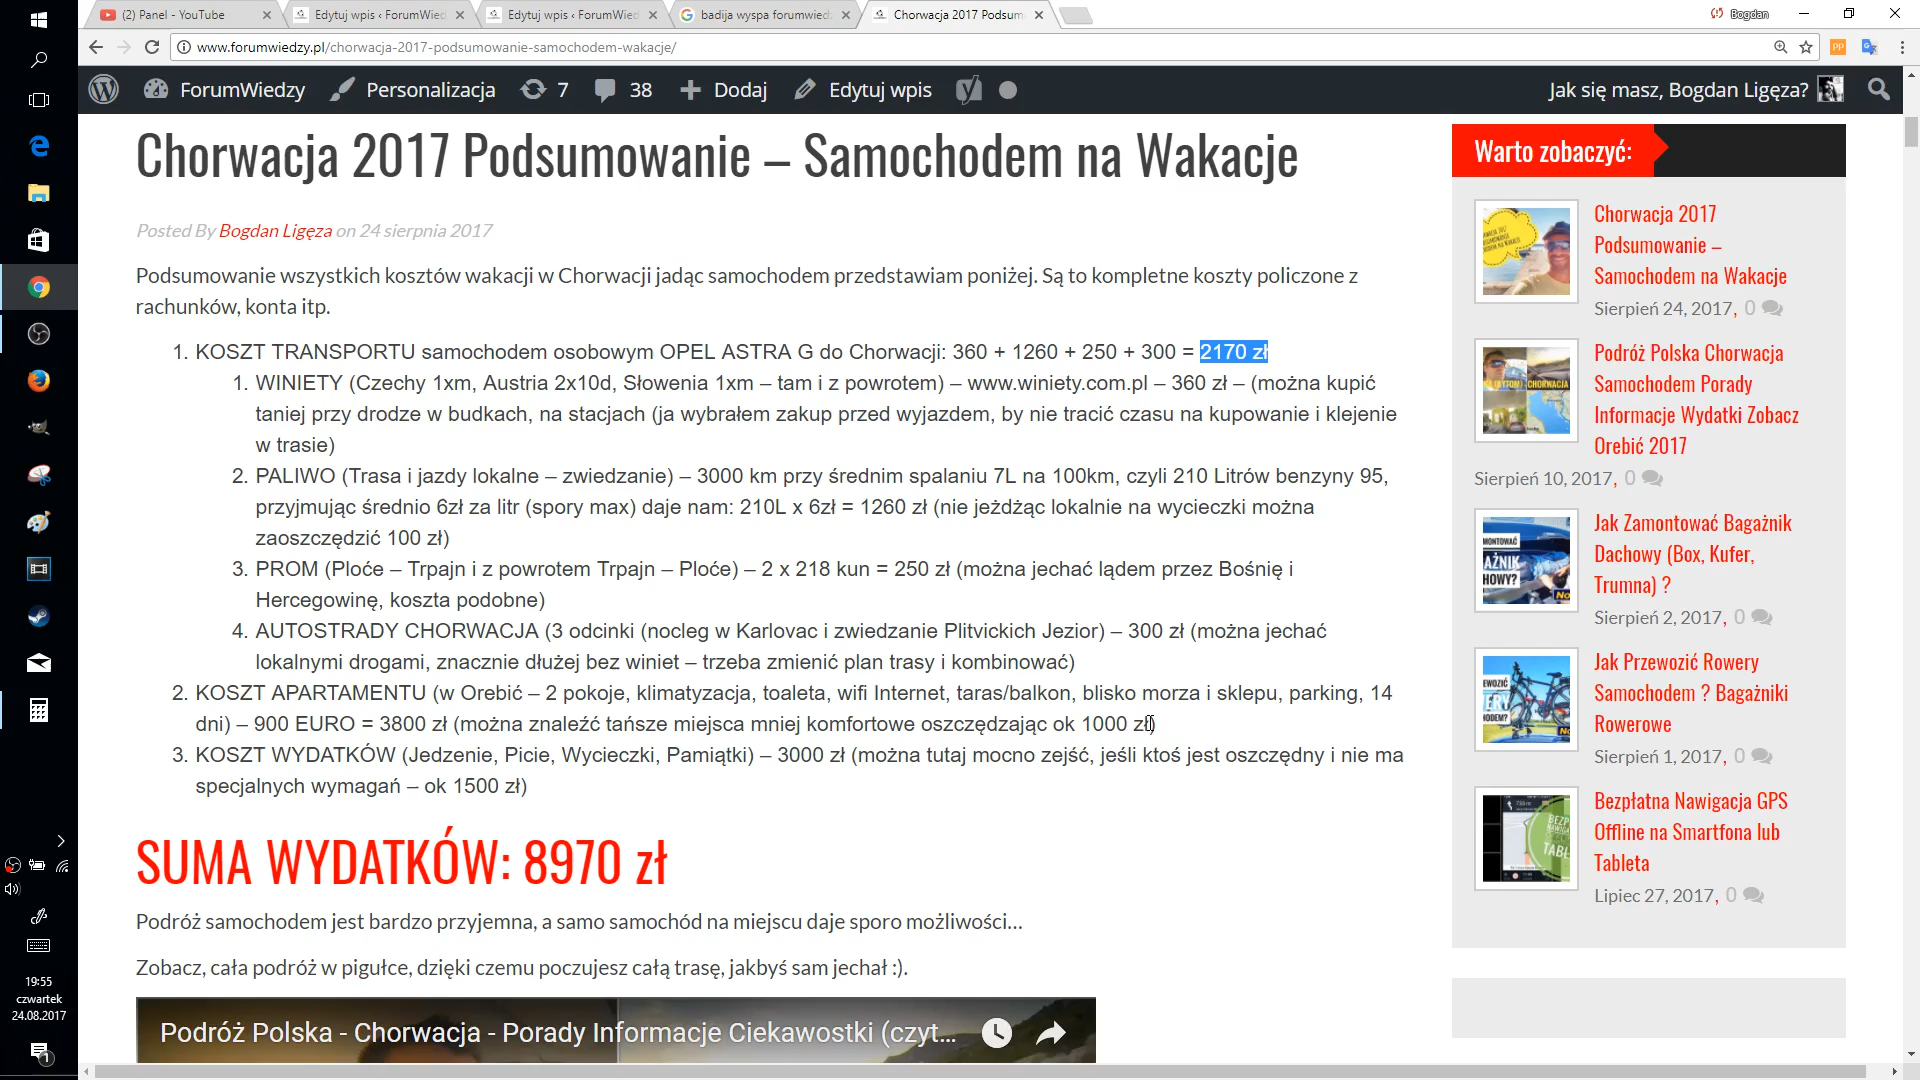 (2) Panel - YouTube
Edytuj wpis ‹ ForumWied
Edytuj wpis ‹ ForumWied
badija wyspa forumwied
Chorwacja 2017 Podsum
Bogdan
www.forumwiedzy.pl/chorwacja-2017-podsumowanie-samochodem-wakacje/
ForumWiedzy
Personalizacja
7
38
Dodaj
Edytuj wpis
Jak się masz, Bogdan Ligęza?
Chorwacja 2017 Podsumowanie – Samochodem na Wakacje
Posted By Bogdan Ligęza on 24 sierpnia 2017
Podsumowanie wszystkich kosztów wakacji w Chorwacji jadąc samochodem przedstawiam poniżej. Są to kompletne koszty policzone z
rachunków, konta itp.
1. KOSZT TRANSPORTU samochodem osobowym OPEL ASTRA G do Chorwacji: 360 + 1260 + 250 + 300 = 2170 zł
1. WINIETY (Czechy 1xm, Austria 2x10d, Słowenia 1xm – tam i z powrotem) – www.winiety.com.pl – 360 zł – (można kupić
taniej przy drodze w budkach, na stacjach (ja wybrałem zakup przed wyjazdem, by nie tracić czasu na kupowanie i klejenie
w trasie)
2. PALIWO (Trasa i jazdy lokalne – zwiedzanie) – 3000 km przy średnim spalaniu 7L na 100km, czyli 210 Litrów benzyny 95,
przyjmując średnio 6zł za litr (spory max) daje nam: 210L x 6zł = 1260 zł (nie jeżdżąc lokalnie na wycieczki można
zaoszczędzić 100 zł)
3. PROM (Ploće – Trpajn i z powrotem Trpajn – Ploće) – 2 x 218 kun = 250 zł (można jechać lądem przez Bośnię i
Hercegowinę, koszta podobne)
4. AUTOSTRADY CHORWACJA (3 odcinki (nocleg w Karlovac i zwiedzanie Plitvickich Jezior) – 300 zł (można jechać
lokalnymi drogami, znacznie dłużej bez winiet – trzeba zmienić plan trasy i kombinować)
2. KOSZT APARTAMENTU (w Orebić – 2 pokoje, klimatyzacja, toaleta, wifi Internet, taras/balkon, blisko morza i sklepu, parking, 14
dni) – 900 EURO = 3800 zł (można znaleźć tańsze miejsca mniej komfortowe oszczędzając ok 1000 zł)
3. KOSZT WYDATKÓW (Jedzenie, Picie, Wycieczki, Pamiątki) – 3000 zł (można tutaj mocno zejść, jeśli ktoś jest oszczędny i nie ma
specjalnych wymagań – ok 1500 zł)
SUMA WYDATKÓW: 8970 zł
Podróż samochodem jest bardzo przyjemna, a samo samochód na miejscu daje sporo możliwości...
Zobacz, cała podróż w pigułce, dzięki czemu poczujesz całą trasę, jakbyś sam jechał :).
Podróż Polska - Chorwacja - Porady Informacje Ciekawostki (czyt...
Warto zobaczyć:
Chorwacja 2017
Podsumowanie –
Samochodem na Wakacje
Sierpień 24, 2017, 0
Podróż Polska Chorwacja
Samochodem Porady
Informacje Wydatki Zobacz
Orebić 2017
Sierpień 10, 2017, 0
Jak Zamontować Bagażnik
Dachowy (Box, Kufer,
Trumna) ?
Sierpień 2, 2017, 0
Jak Przewozić Rowery
Samochodem ? Bagażniki
Rowerowe
Sierpień 1, 2017, 0
Bezpłatna Nawigacja GPS
Offline na Smartfona lub
Tableta
Lipiec 27, 2017, 0
19:55
czwartek
24.08.2017
1